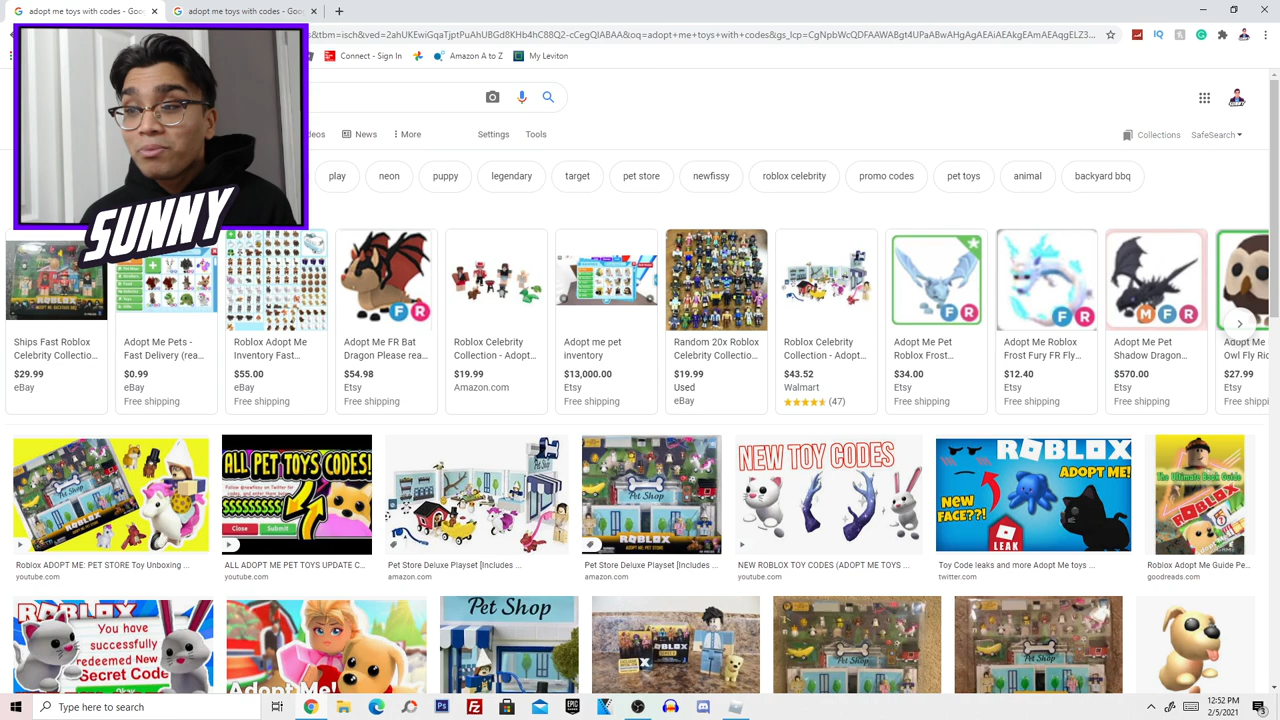 adopt me toys with codes - Goo
adopt me toys with codes - Goo
Connect - Sign In
Amazon A to Z
My Leviton
SUNNY
News
More
Settings
Tools
Collections
SafeSearch
play
neon
puppy
legendary
target
pet store
newfissy
roblox celebrity
promo codes
pet toys
animal
backyard bbq
Ships Fast Roblox
Celebrity Collectio...
$29.99
eBay
Adopt Me Pets -
Fast Delivery (rea...
$0.99
eBay
Free shipping
Roblox Adopt Me
Inventory Fast...
$55.00
eBay
Free shipping
Adopt Me FR Bat
Dragon Please rea...
$54.98
Etsy
Free shipping
Roblox Celebrity
Collection - Adopt...
$19.99
Amazon.com
Adopt me pet
inventory
$13,000.00
Etsy
Free shipping
Random 20x Roblox
Celebrity Collectio...
$19.99
Used
eBay
Roblox Celebrity
Collection - Adopt...
$43.52
Walmart
(47)
Adopt Me Pet
Roblox Frost...
$34.00
Etsy
Free shipping
Adopt Me Roblox
Frost Fury FR Fly...
$12.40
Etsy
Free shipping
Adopt Me Pet
Shadow Dragon...
$570.00
Etsy
Free shipping
Adopt Me
Owl Fly Ric
$27.99
Etsy
Free shippin
Roblox ADOPT ME: PET STORE Toy Unboxing ...
youtube.com
ALL PET TOYS CODES!
Close
Submit
ALL ADOPT ME PET TOYS UPDATE C...
youtube.com
Pet Store Deluxe Playset [Includes ...
amazon.com
Pet Shop
Pet Store Deluxe Playset [Includes ...
amazon.com
NEW TOY CODES
NEW ROBLOX TOY CODES (ADOPT ME TOYS ...
youtube.com
ROBLOX
ADOPT ME!
NEW
FACE??!
LEAK
Toy Code leaks and more Adopt Me toys ...
twitter.com
Roblox Adopt Me Guide Pe...
goodreads.com
ROBLOX
You have
successfully
redeemed New
Secret Code
Okay
Adopt Me!
Pet Shop
Type here to search
12:52 PM
2/5/2021